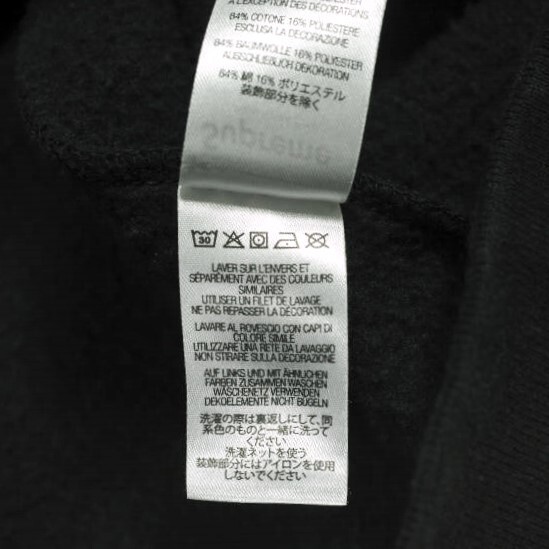 A L'EXCEPTION DES DÉCORATIONS
84% COTONE 16% POLIESTERE
ESCLUSA LA DECORAZIONE
84% BAUMWOLLE 16% POLYESTER
AUSSCHLIEßLICH DEKORATION
84% 綿 16% ポリエステル
装飾部分を除く
Supreme
30
LAVER SUR L'ENVERS ET
SÉPARÉMENT AVEC DES COULEURS
SIMILAIRES
UTILISER UN FILET DE LAVAGE
NE PAS REPASSER LA DÉCORATION
LAVARE AL ROVESCIO CON CAPI DI
COLORE SIMILE
UTILIZZARE UNA RETE DA LAVAGGIO
NON STIRARE SULLA DECORAZIONE
AUF LINKS UND MIT ÄHNLICHEN
FARBEN ZUSAMMEN WASCHEN
WASCHENETZ VERWENDEN
DEKOELEMENTE NICHT BÜGELN
洗濯の際は裏返しにして、同
系色のものと一緒に洗って
ください
洗濯ネットを使う
装飾部分にはアイロンを使用
しないでください